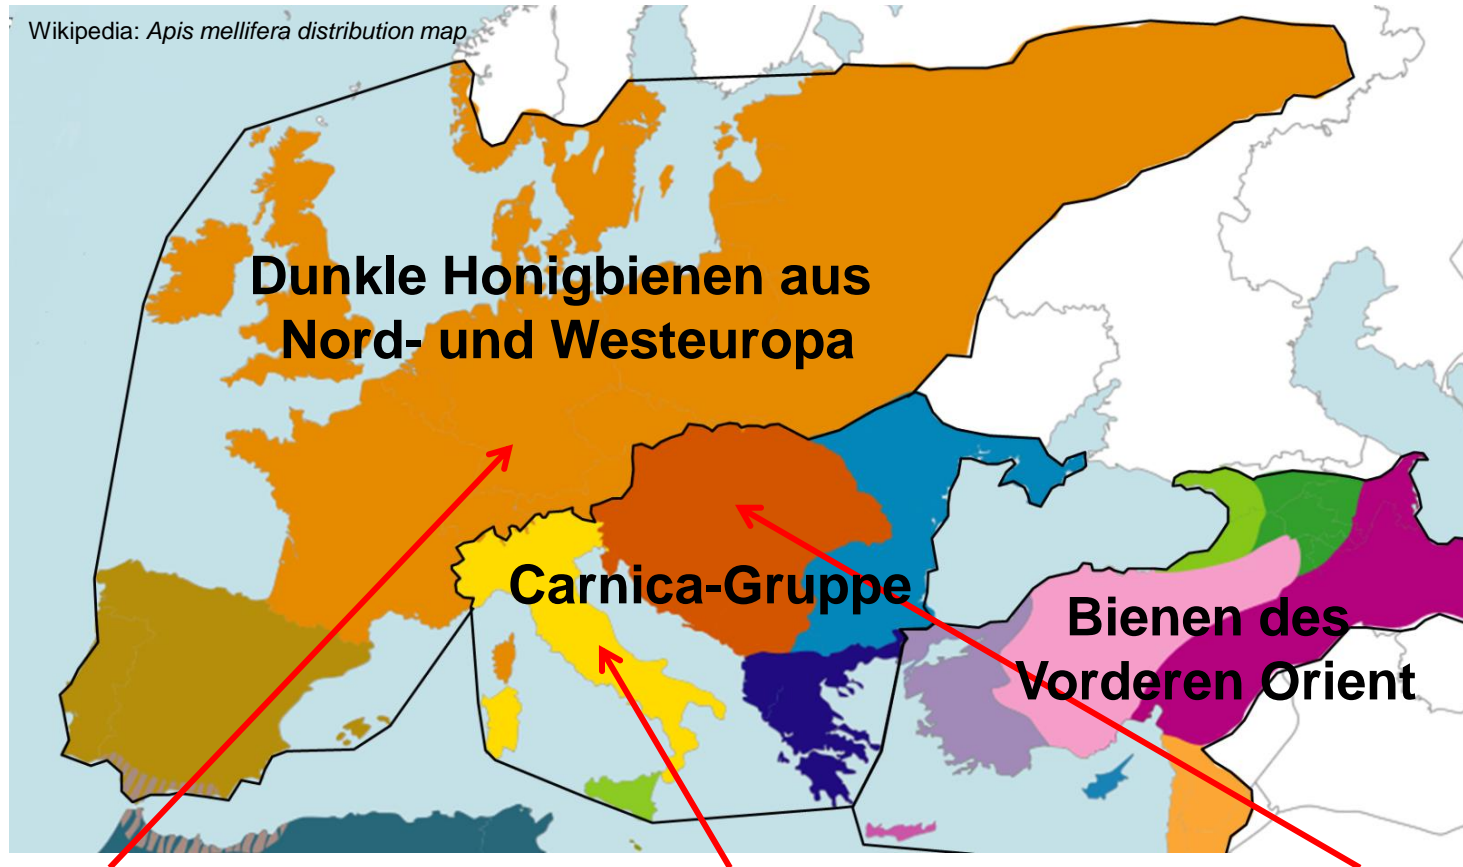 Wikipedia: Apis mellifera distribution map
Dunkle Honigbienen aus
Nord- und Westeuropa
Carnica-Gruppe
Bienen des
Vorderen Orient